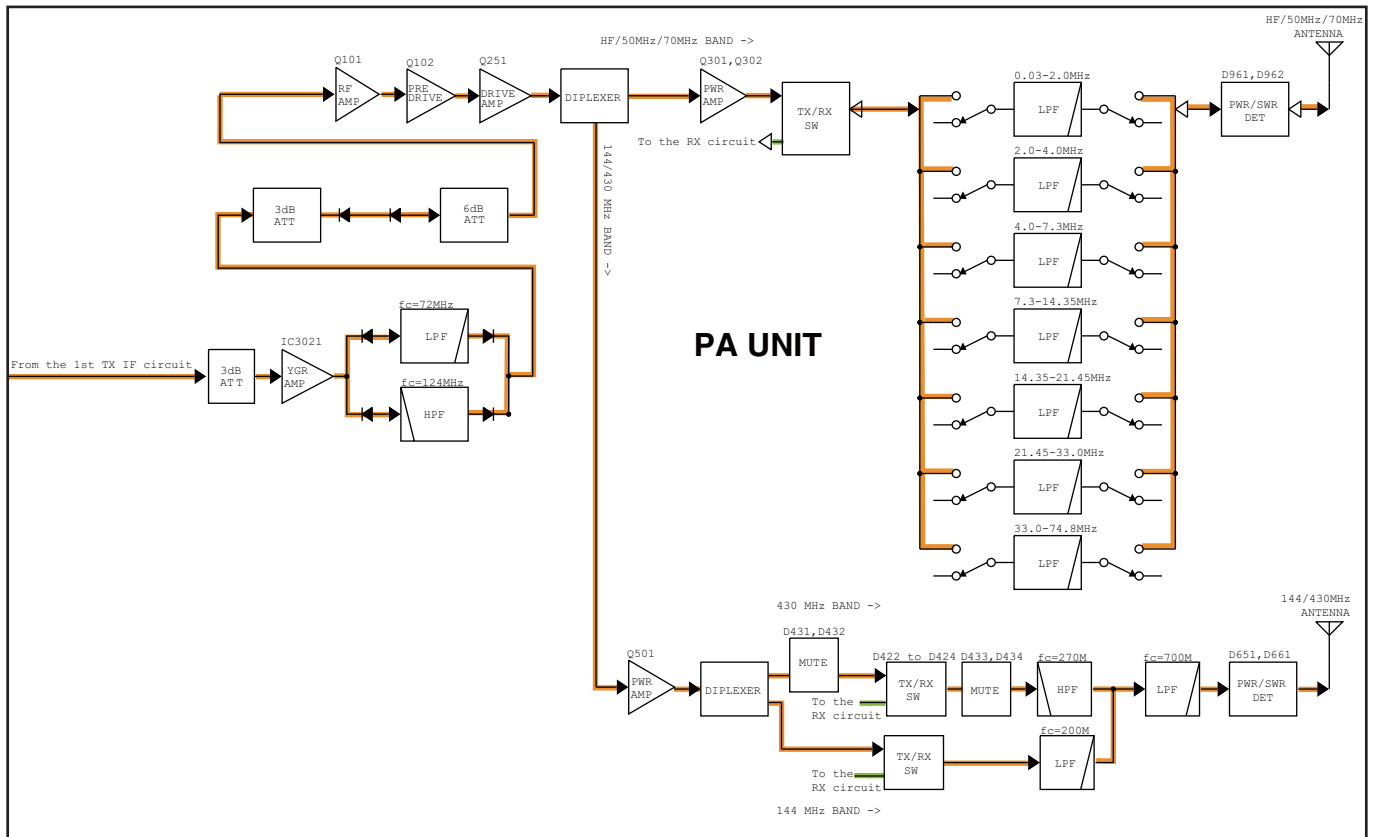 HF/50MHz/70MHz
ANTENNA
HF/50MHz/70MHz BAND ->
Q101
Q102
Q251
Q301,Q302
D961,D962
RF
AMP
PRE
DRIVE
DRIVE
AMP
DIPLEXER
PWR
AMP
TX/RX
SW
To the RX circuit
0.03-2.0MHz
LPF
PWR/SWR
DET
144/430 MHz BAND ->
2.0-4.0MHz
LPF
3dB
ATT
6dB
ATT
4.0-7.3MHz
LPF
7.3-14.35MHz
LPF
fc=72MHz
LPF
IC3021
From the 1st TX IF circuit
3dB
ATT
YGR
AMP
fc=124MHz
HPF
PA UNIT
14.35-21.45MHz
LPF
21.45-33.0MHz
LPF
33.0-74.8MHz
LPF
430 MHz BAND ->
144/430MHz
ANTENNA
D431,D432
MUTE
Q501
PWR
AMP
DIPLEXER
D422 to D424
TX/RX
SW
D433,D434
MUTE
fc=270M
HPF
fc=700M
LPF
D651,D661
PWR/SWR
DET
To the
RX circuit
TX/RX
SW
fc=200M
LPF
To the
RX circuit
144 MHz BAND ->